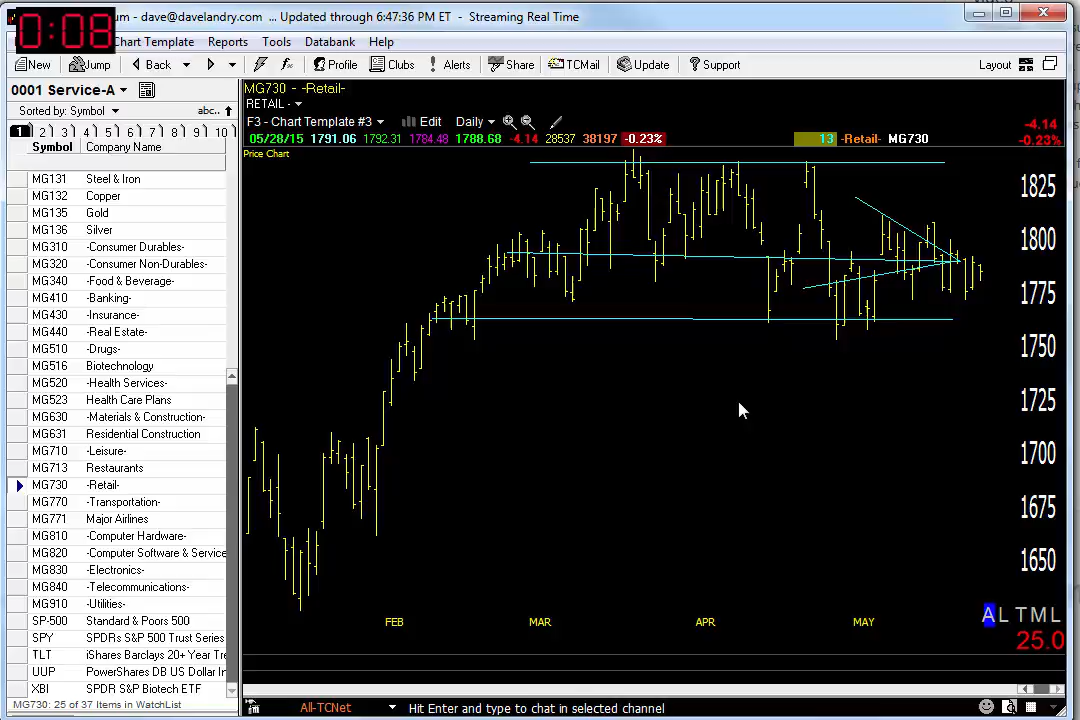 um - dave@davelandry.com ... Updated through 6:47:36 PM ET - Streaming Real Time
0:08
Chart Template Reports Tools Databank Help
New Jump Back Profile Clubs Alerts Share TCMail Update Support Layout
0001 Service-A
Sorted by: Symbol abc..
1 2 3 4 5 6 7 8 9 10
Symbol Company Name
MG131 Steel & Iron
MG132 Copper
MG135 Gold
MG136 Silver
MG310 -Consumer Durables-
MG320 -Consumer Non-Durables-
MG340 -Food & Beverage-
MG410 -Banking-
MG430 -Insurance-
MG440 -Real Estate-
MG510 -Drugs-
MG516 Biotechnology
MG520 -Health Services-
MG523 Health Care Plans
MG630 -Materials & Construction-
MG631 Residential Construction
MG710 -Leisure-
MG713 Restaurants
MG730 -Retail-
MG770 -Transportation-
MG771 Major Airlines
MG810 -Computer Hardware-
MG820 -Computer Software & Service
MG830 -Electronics-
MG840 -Telecommunications-
MG910 -Utilities-
SP-500 Standard & Poors 500
SPY SPDRs S&P 500 Trust Series
TLT iShares Barclays 20+ Year Tre
UUP PowerShares DB US Dollar In
XBI SPDR S&P Biotech ETF
MG730: 25 of 37 Items in WatchList
MG730 - -Retail-
RETAIL -
F3 - Chart Template #3 Edit Daily
05/28/15 1791.06 1792.31 1784.48 1788.68 -4.14 28537 38197 -0.23% 13 -Retail- MG730
-4.14
-0.23%
Price Chart
1825
1800
1775
1750
1725
1700
1675
1650
FEB MAR APR MAY
A L T M L
25.0
All-TCNet Hit Enter and type to chat in selected channel